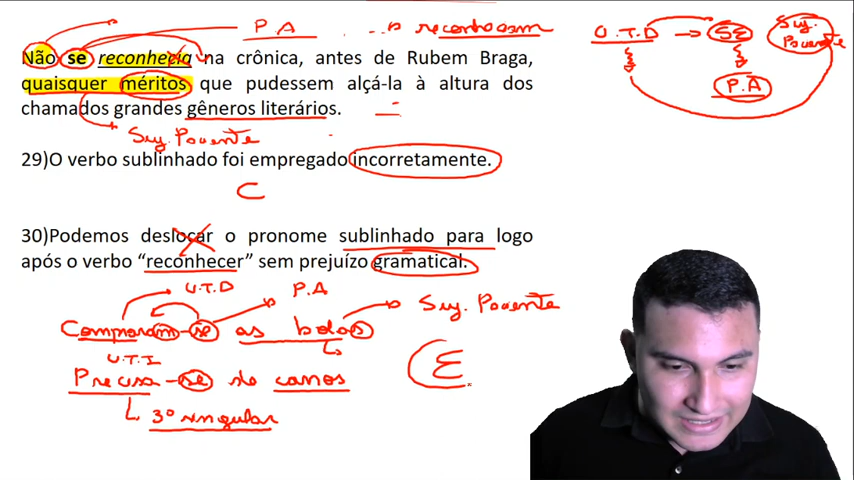 P.A ... reconhecem
V.T.D → SE Suj. Paciente
P.A
Não se reconhecia na crônica, antes de Rubem Braga,
quaisquer méritos que pudessem alçá-la à altura dos
chamados grandes gêneros literários.
Suj. Paciente
29)O verbo sublinhado foi empregado incorretamente.
C
30)Podemos deslocar o pronome sublinhado para logo
após o verbo “reconhecer” sem prejuízo gramatical.
V.T.D P.A
Suj. Paciente
Compraram-se as bolas
V.T.I
Precisa-se de carros
E
3º singular